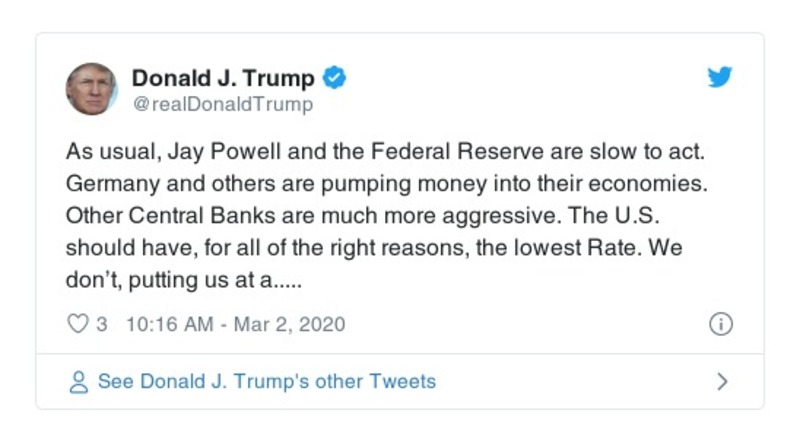 Donald J. Trump
@realDonaldTrump
As usual, Jay Powell and the Federal Reserve are slow to act.
Germany and others are pumping money into their economies.
Other Central Banks are much more aggressive. The U.S.
should have, for all of the right reasons, the lowest Rate. We
don’t, putting us at a.....
3 10:16 AM - Mar 2, 2020
See Donald J. Trump's other Tweets